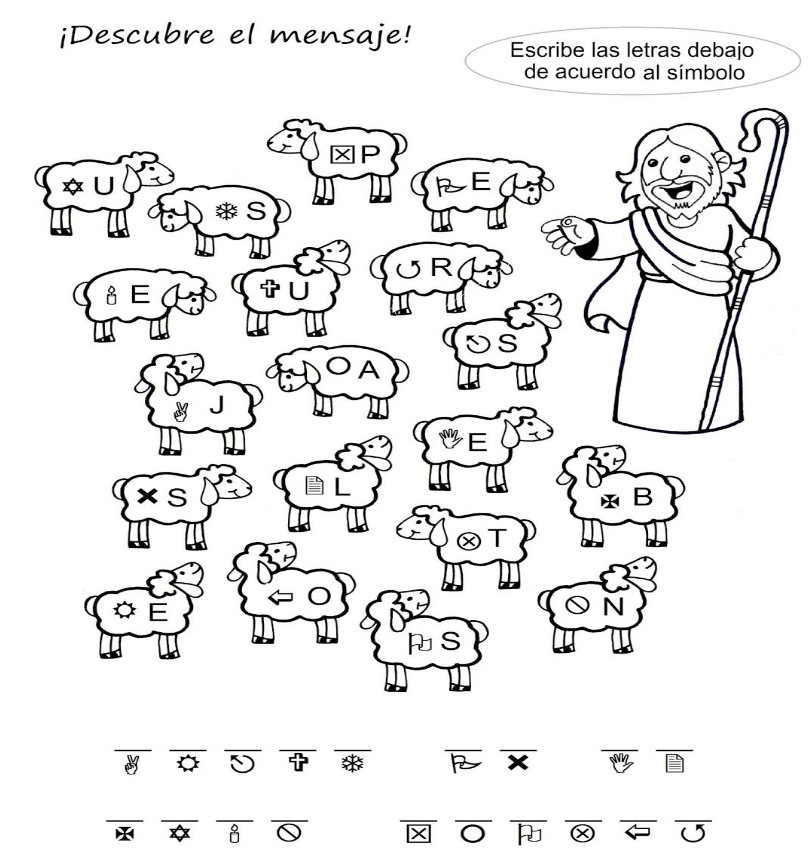 ¡Descubre el mensaje!
Escribe las letras debajo
de acuerdo al símbolo
P
U
E
S
R
E
U
S
A
J
E
L
S
B
T
E
O
N
S